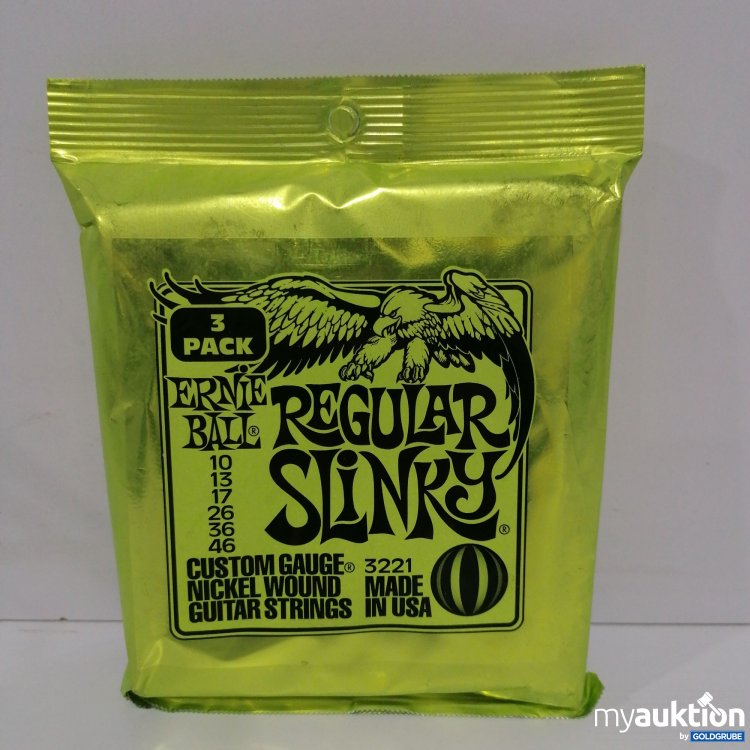 3
PACK
ERNIE
BALL®
REGULAR
SLINKY®
10
13
17
26
36
46
CUSTOM GAUGE®
NICKEL WOUND
GUITAR STRINGS
3221
MADE
IN USA
myauktion
by GOLDGRUBE